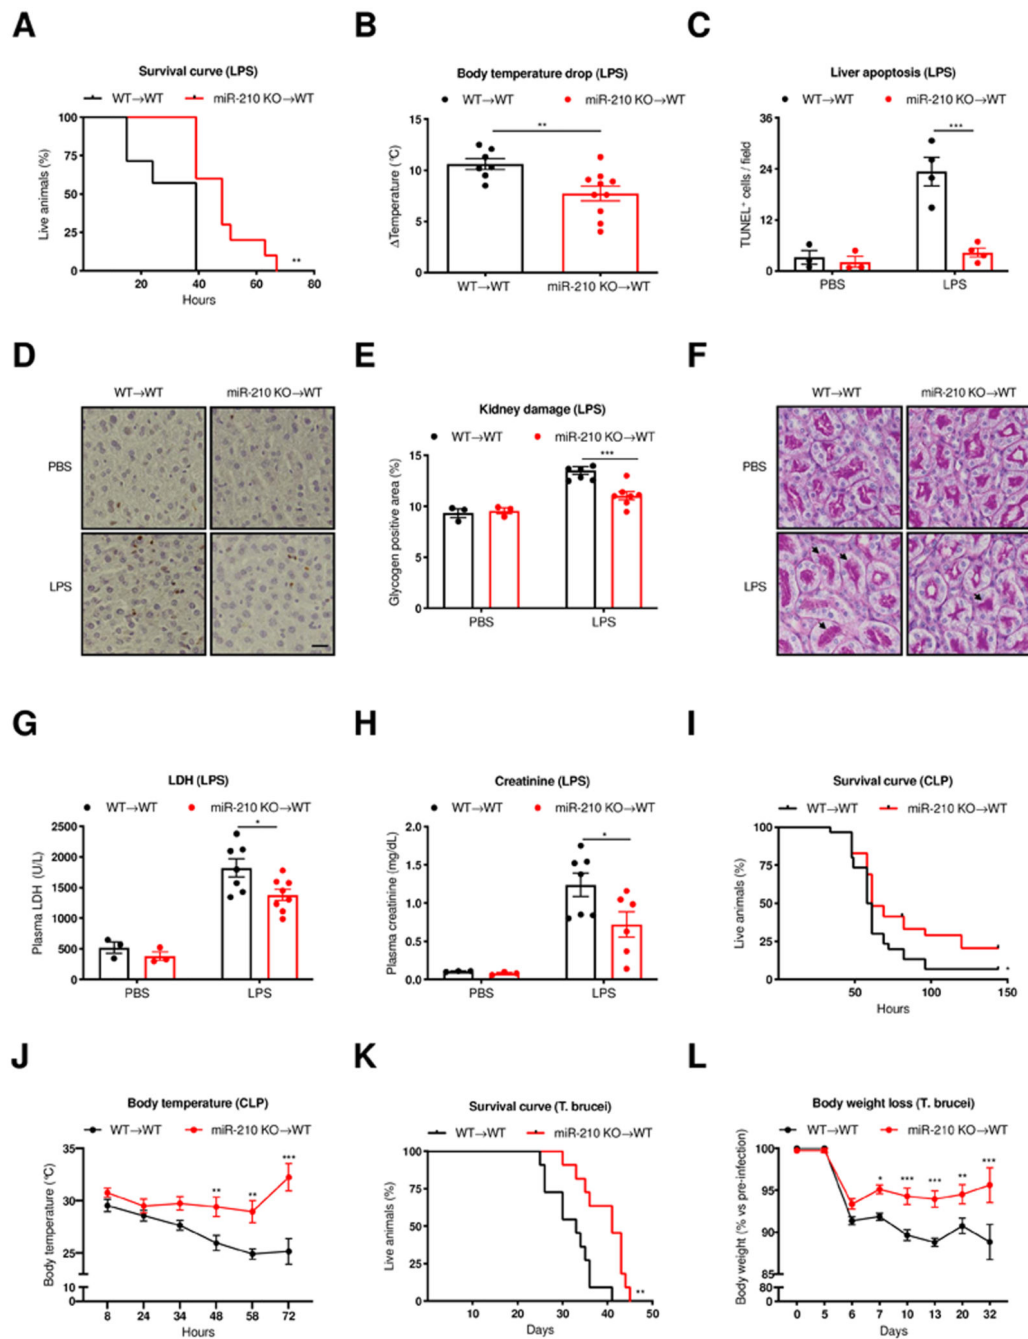 A
Survival curve (LPS)
WT→WT miR-210 KO→WT
Live animals (%)
100
75
50
25
0
20 40 60 80
Hours
**
B
Body temperature drop (LPS)
WT→WT miR-210 KO→WT
ΔTemperature (°C)
15
10
5
0
**
WT→WT miR-210 KO→WT
C
Liver apoptosis (LPS)
WT→WT miR-210 KO→WT
TUNEL⁺ cells / field
36
24
12
0
***
PBS LPS
D
WT→WT miR-210 KO→WT
PBS
LPS
E
Kidney damage (LPS)
WT→WT miR-210 KO→WT
Glycogen positive area (%)
15
10
5
0
***
PBS LPS
F
WT→WT miR-210 KO→WT
PBS
LPS
G
LDH (LPS)
WT→WT miR-210 KO→WT
Plasma LDH (U/L)
2500
2000
1500
1000
500
0
*
PBS LPS
H
Creatinine (LPS)
WT→WT miR-210 KO→WT
Plasma creatinine (mg/dL)
2.0
1.5
1.0
0.5
0.0
*
PBS LPS
I
Survival curve (CLP)
WT→WT miR-210 KO→WT
Live animals (%)
100
75
50
25
0
50 100 150
Hours
*
J
Body temperature (CLP)
WT→WT miR-210 KO→WT
Body temperature (°C)
35
30
25
10
0
** ** ***
8 24 34 48 58 72
Hours
K
Survival curve (T. brucei)
WT→WT miR-210 KO→WT
Live animals (%)
100
75
50
25
0
10 20 30 40 50
Days
**
L
Body weight loss (T. brucei)
WT→WT miR-210 KO→WT
Body weight (% vs pre-infection)
100
95
90
85
80
0
* *** *** ** ***
0 5 6 7 10 13 20 32
Days